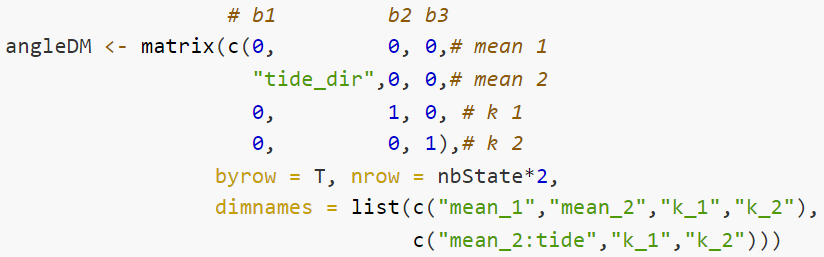 # b1 b2 b3
angleDM <- matrix(c(0, 0, 0,# mean 1
"tide_dir",0, 0,# mean 2
0, 1, 0, # k 1
0, 0, 1),# k 2
byrow = T, nrow = nbState*2,
dimnames = list(c("mean_1","mean_2","k_1","k_2"),
c("mean_2:tide","k_1","k_2")))